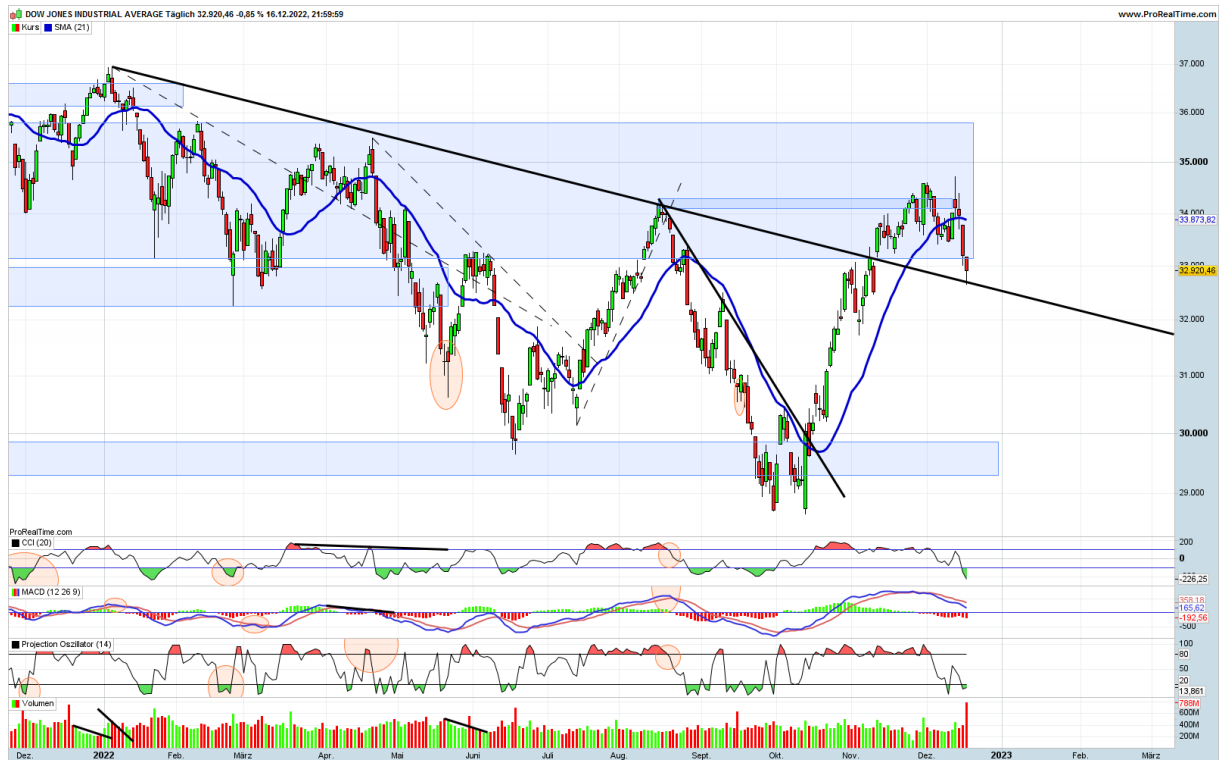 DOW JONES INDUSTRIAL AVERAGE Täglich 32.920,46 -0,85 % 16.12.2022, 21:59:59
www.ProRealTime.com
Kurs SMA (21)
37.000
36.000
35.000
34.000
33.873,82
32.920,46
32.000
31.000
30.000
29.000
ProRealTime.com
CCI (20)
200
0
-226,25
MACD (12 26 9)
358,18
165,62
-192,56
-500
Projection Oszillator (14)
100
80
50
20
13,861
Volumen
788M
600M
400M
200M
Dez. 2022 Feb. März Apr. Mai Juni Juli Aug. Sept. Okt. Nov. Dez. 2023 Feb. März